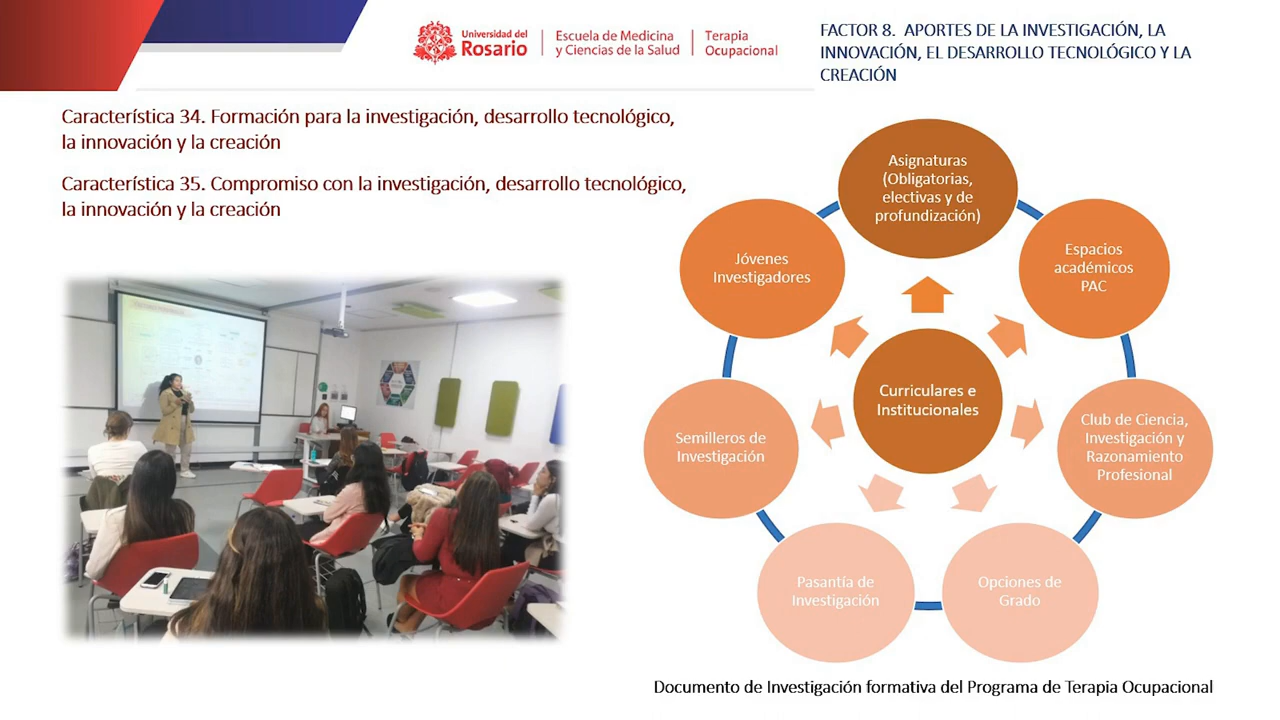 Universidad del
Rosario
Escuela de Medicina
y Ciencias de la Salud
Terapia
Ocupacional
FACTOR 8. APORTES DE LA INVESTIGACIÓN, LA
INNOVACIÓN, EL DESARROLLO TECNOLÓGICO Y LA
CREACIÓN
Característica 34. Formación para la investigación, desarrollo tecnológico,
la innovación y la creación
Característica 35. Compromiso con la investigación, desarrollo tecnológico,
la innovación y la creación
Asignaturas
(Obligatorias,
electivas y de
profundización)
Espacios
académicos
PAC
Club de Ciencia,
Investigación y
Razonamiento
Profesional
Opciones de
Grado
Pasantía de
Investigación
Semilleros de
Investigación
Jóvenes
Investigadores
Curriculares e
Institucionales
Documento de Investigación formativa del Programa de Terapia Ocupacional